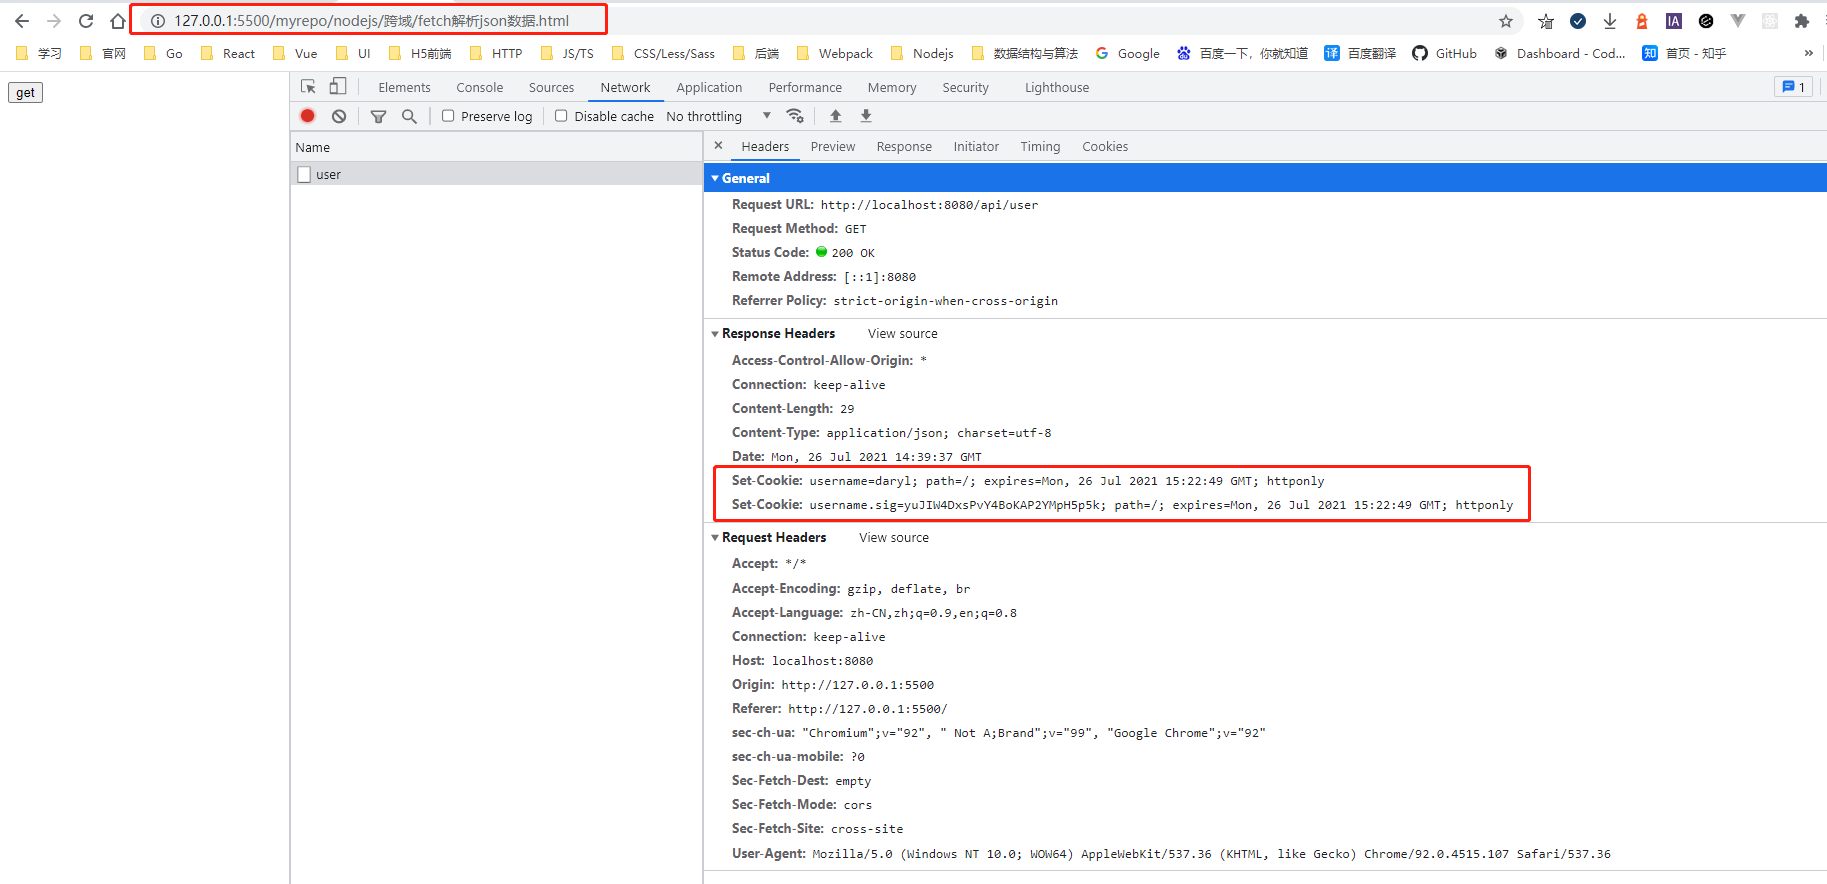 127.0.0.1:5500/myrepo/nodejs/跨域/fetch解析json数据.html
IA
学习 官网 Go React Vue UI H5前端 HTTP JS/TS CSS/Less/Sass 后端 Webpack Nodejs 数据结构与算法 Google 百度一下，你就知道 译 百度翻译 GitHub Dashboard - Cod... 知 首页 - 知乎 »
get
Elements Console Sources Network Application Performance Memory Security Lighthouse 1
Preserve log Disable cache No throttling
Name
user
Headers Preview Response Initiator Timing Cookies
General
Request URL: http://localhost:8080/api/user
Request Method: GET
Status Code: 200 OK
Remote Address: [::1]:8080
Referrer Policy: strict-origin-when-cross-origin
Response Headers View source
Access-Control-Allow-Origin: *
Connection: keep-alive
Content-Length: 29
Content-Type: application/json; charset=utf-8
Date: Mon, 26 Jul 2021 14:39:37 GMT
Set-Cookie: username=daryl; path=/; expires=Mon, 26 Jul 2021 15:22:49 GMT; httponly
Set-Cookie: username.sig=yuJIW4DxsPvY4BoKAP2YMpH5p5k; path=/; expires=Mon, 26 Jul 2021 15:22:49 GMT; httponly
Request Headers View source
Accept: */*
Accept-Encoding: gzip, deflate, br
Accept-Language: zh-CN,zh;q=0.9,en;q=0.8
Connection: keep-alive
Host: localhost:8080
Origin: http://127.0.0.1:5500
Referer: http://127.0.0.1:5500/
sec-ch-ua: "Chromium";v="92", " Not A;Brand";v="99", "Google Chrome";v="92"
sec-ch-ua-mobile: ?0
Sec-Fetch-Dest: empty
Sec-Fetch-Mode: cors
Sec-Fetch-Site: cross-site
User-Agent: Mozilla/5.0 (Windows NT 10.0; WOW64) AppleWebKit/537.36 (KHTML, like Gecko) Chrome/92.0.4515.107 Safari/537.36